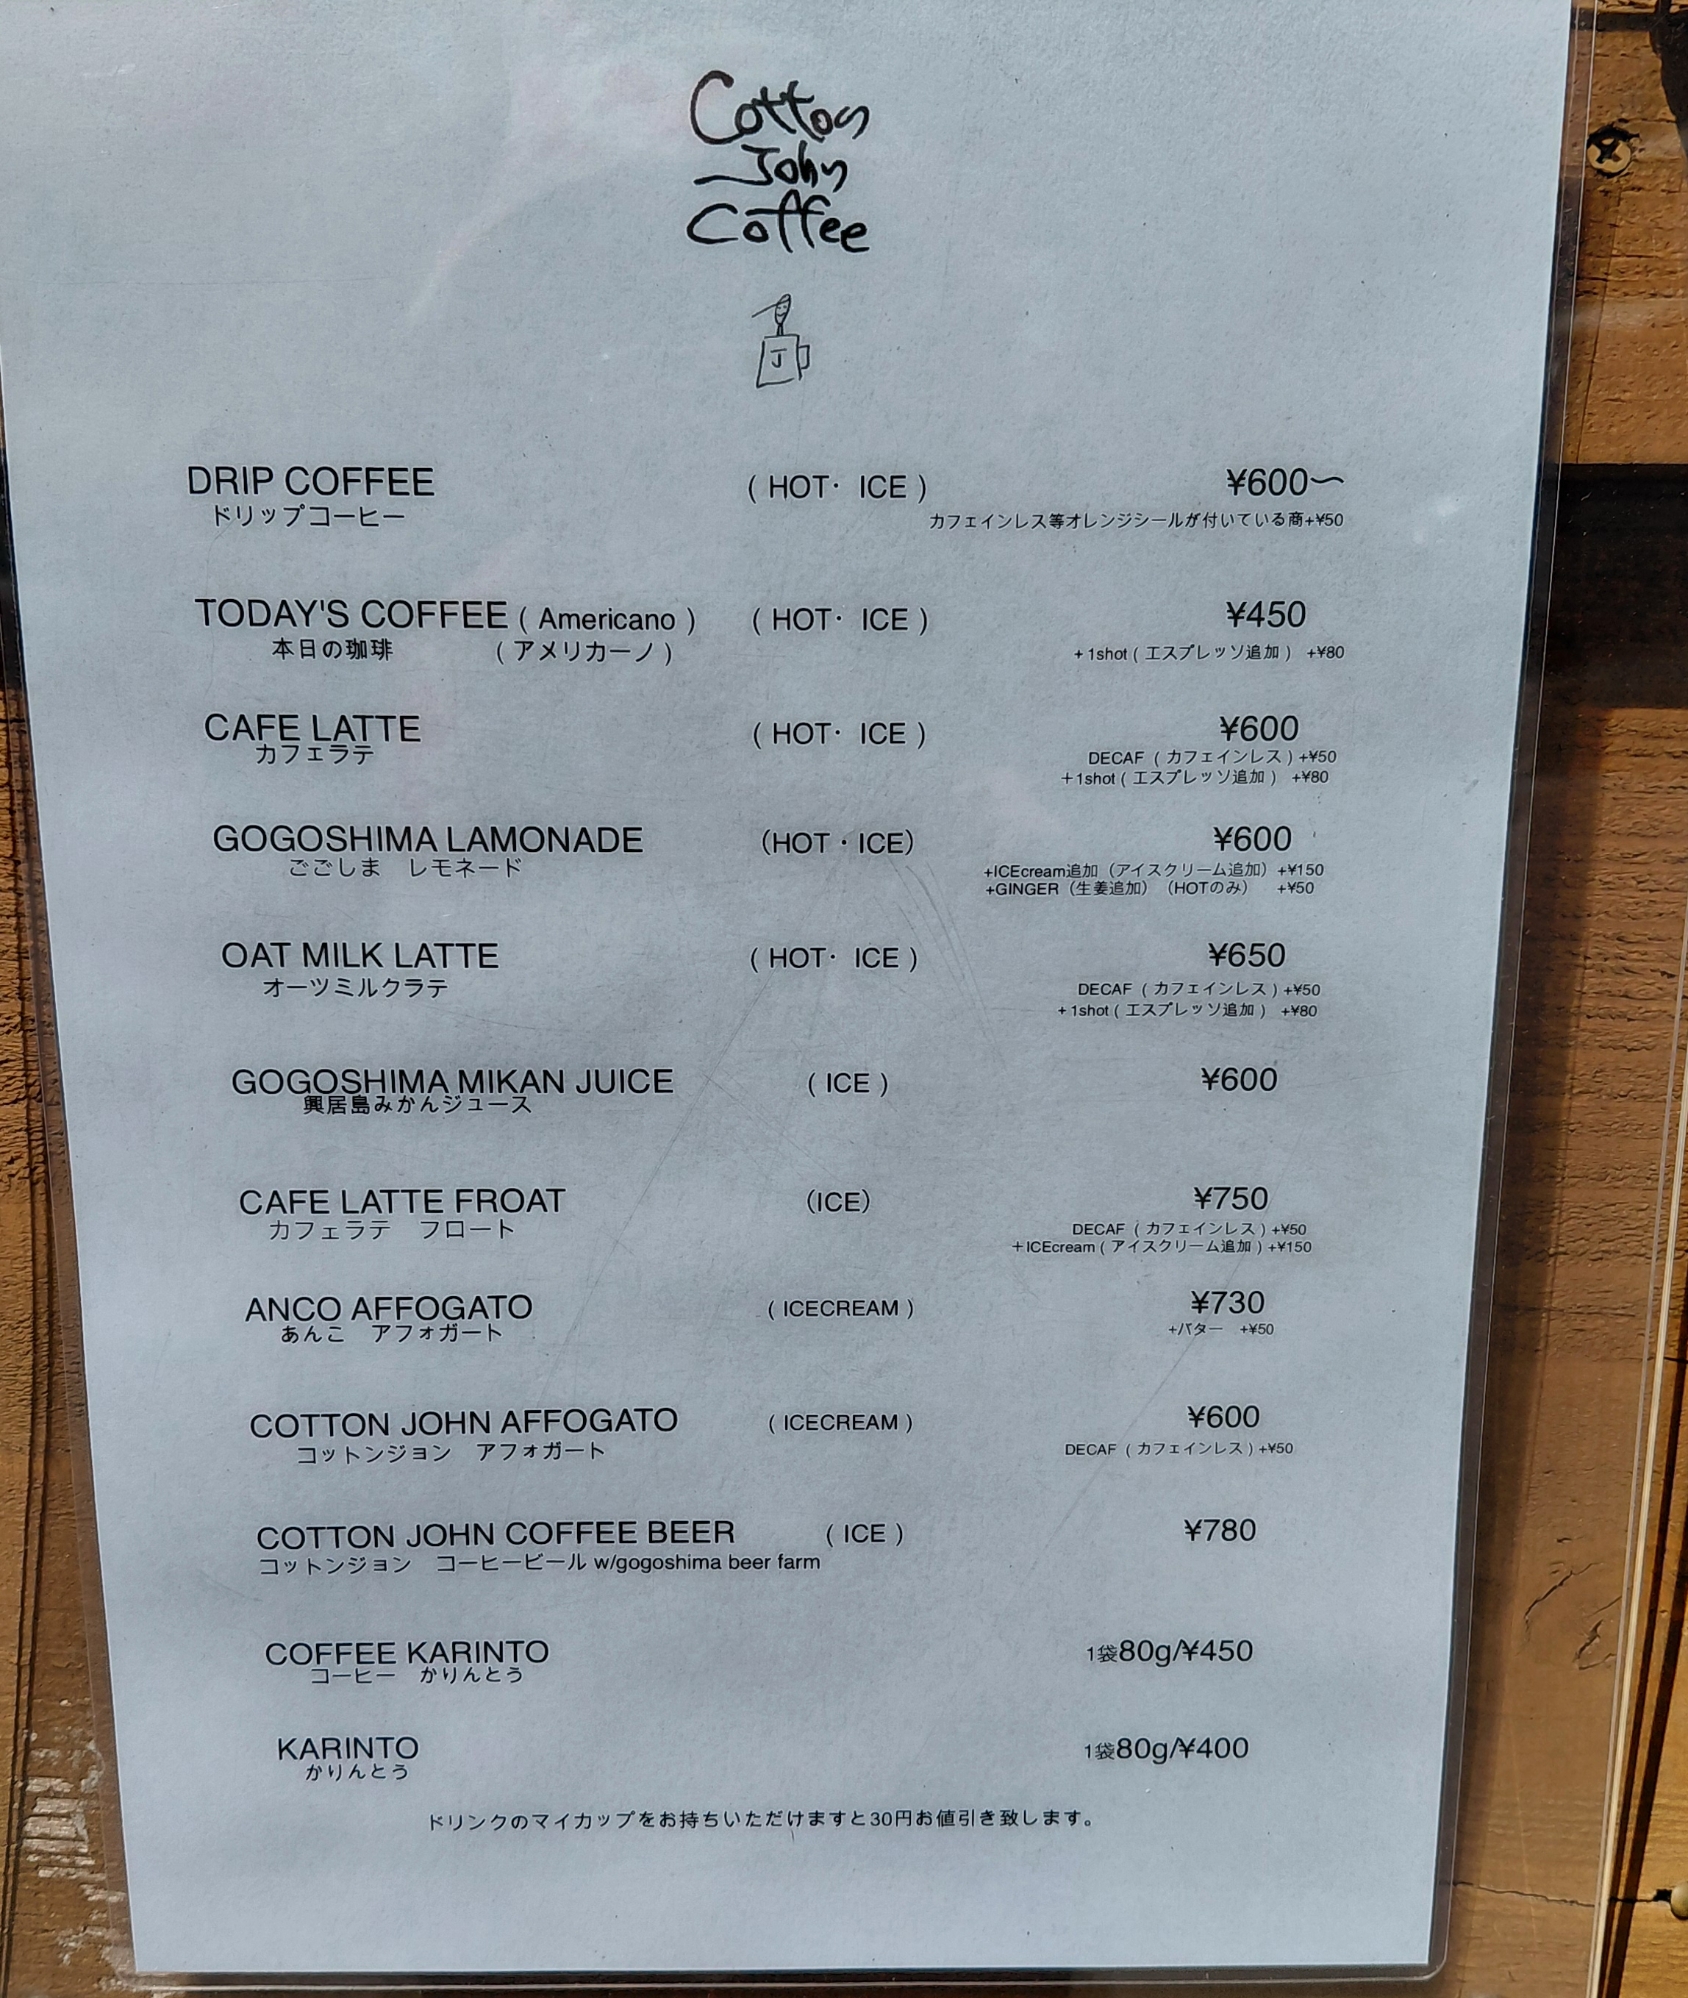 Cotton
John
Coffee
J
DRIP COFFEE ( HOT· ICE ) ¥600〜
ドリップコーヒー カフェインレス等オレンジシールが付いている商+¥50
TODAY'S COFFEE ( Americano ) ( HOT· ICE ) ¥450
本日の珈琲 ( アメリカーノ ) + 1shot ( エスプレッソ追加 ) +¥80
CAFE LATTE ( HOT· ICE ) ¥600
カフェラテ DECAF ( カフェインレス ) +¥50
+1shot ( エスプレッソ追加 ) +¥80
GOGOSHIMA LAMONADE （HOT・ICE） ¥600
ごごしま レモネード +ICEcream追加（アイスクリーム追加）+¥150
+GINGER（生姜追加）（HOTのみ） +¥50
OAT MILK LATTE ( HOT· ICE ) ¥650
オーツミルクラテ DECAF ( カフェインレス ) +¥50
+ 1shot ( エスプレッソ追加 ) +¥80
GOGOSHIMA MIKAN JUICE ( ICE ) ¥600
興居島みかんジュース
CAFE LATTE FROAT （ICE） ¥750
カフェラテ フロート DECAF ( カフェインレス ) +¥50
+ICEcream ( アイスクリーム追加 ) +¥150
ANCO AFFOGATO ( ICECREAM ) ¥730
あんこ アフォガート +バター +¥50
COTTON JOHN AFFOGATO ( ICECREAM ) ¥600
コットンジョン アフォガート DECAF ( カフェインレス ) +¥50
COTTON JOHN COFFEE BEER ( ICE ) ¥780
コットンジョン コーヒービール w/gogoshima beer farm
COFFEE KARINTO 1袋80g/¥450
コーヒー かりんとう
KARINTO 1袋80g/¥400
かりんとう
ドリンクのマイカップをお持ちいただけますと30円お値引き致します。